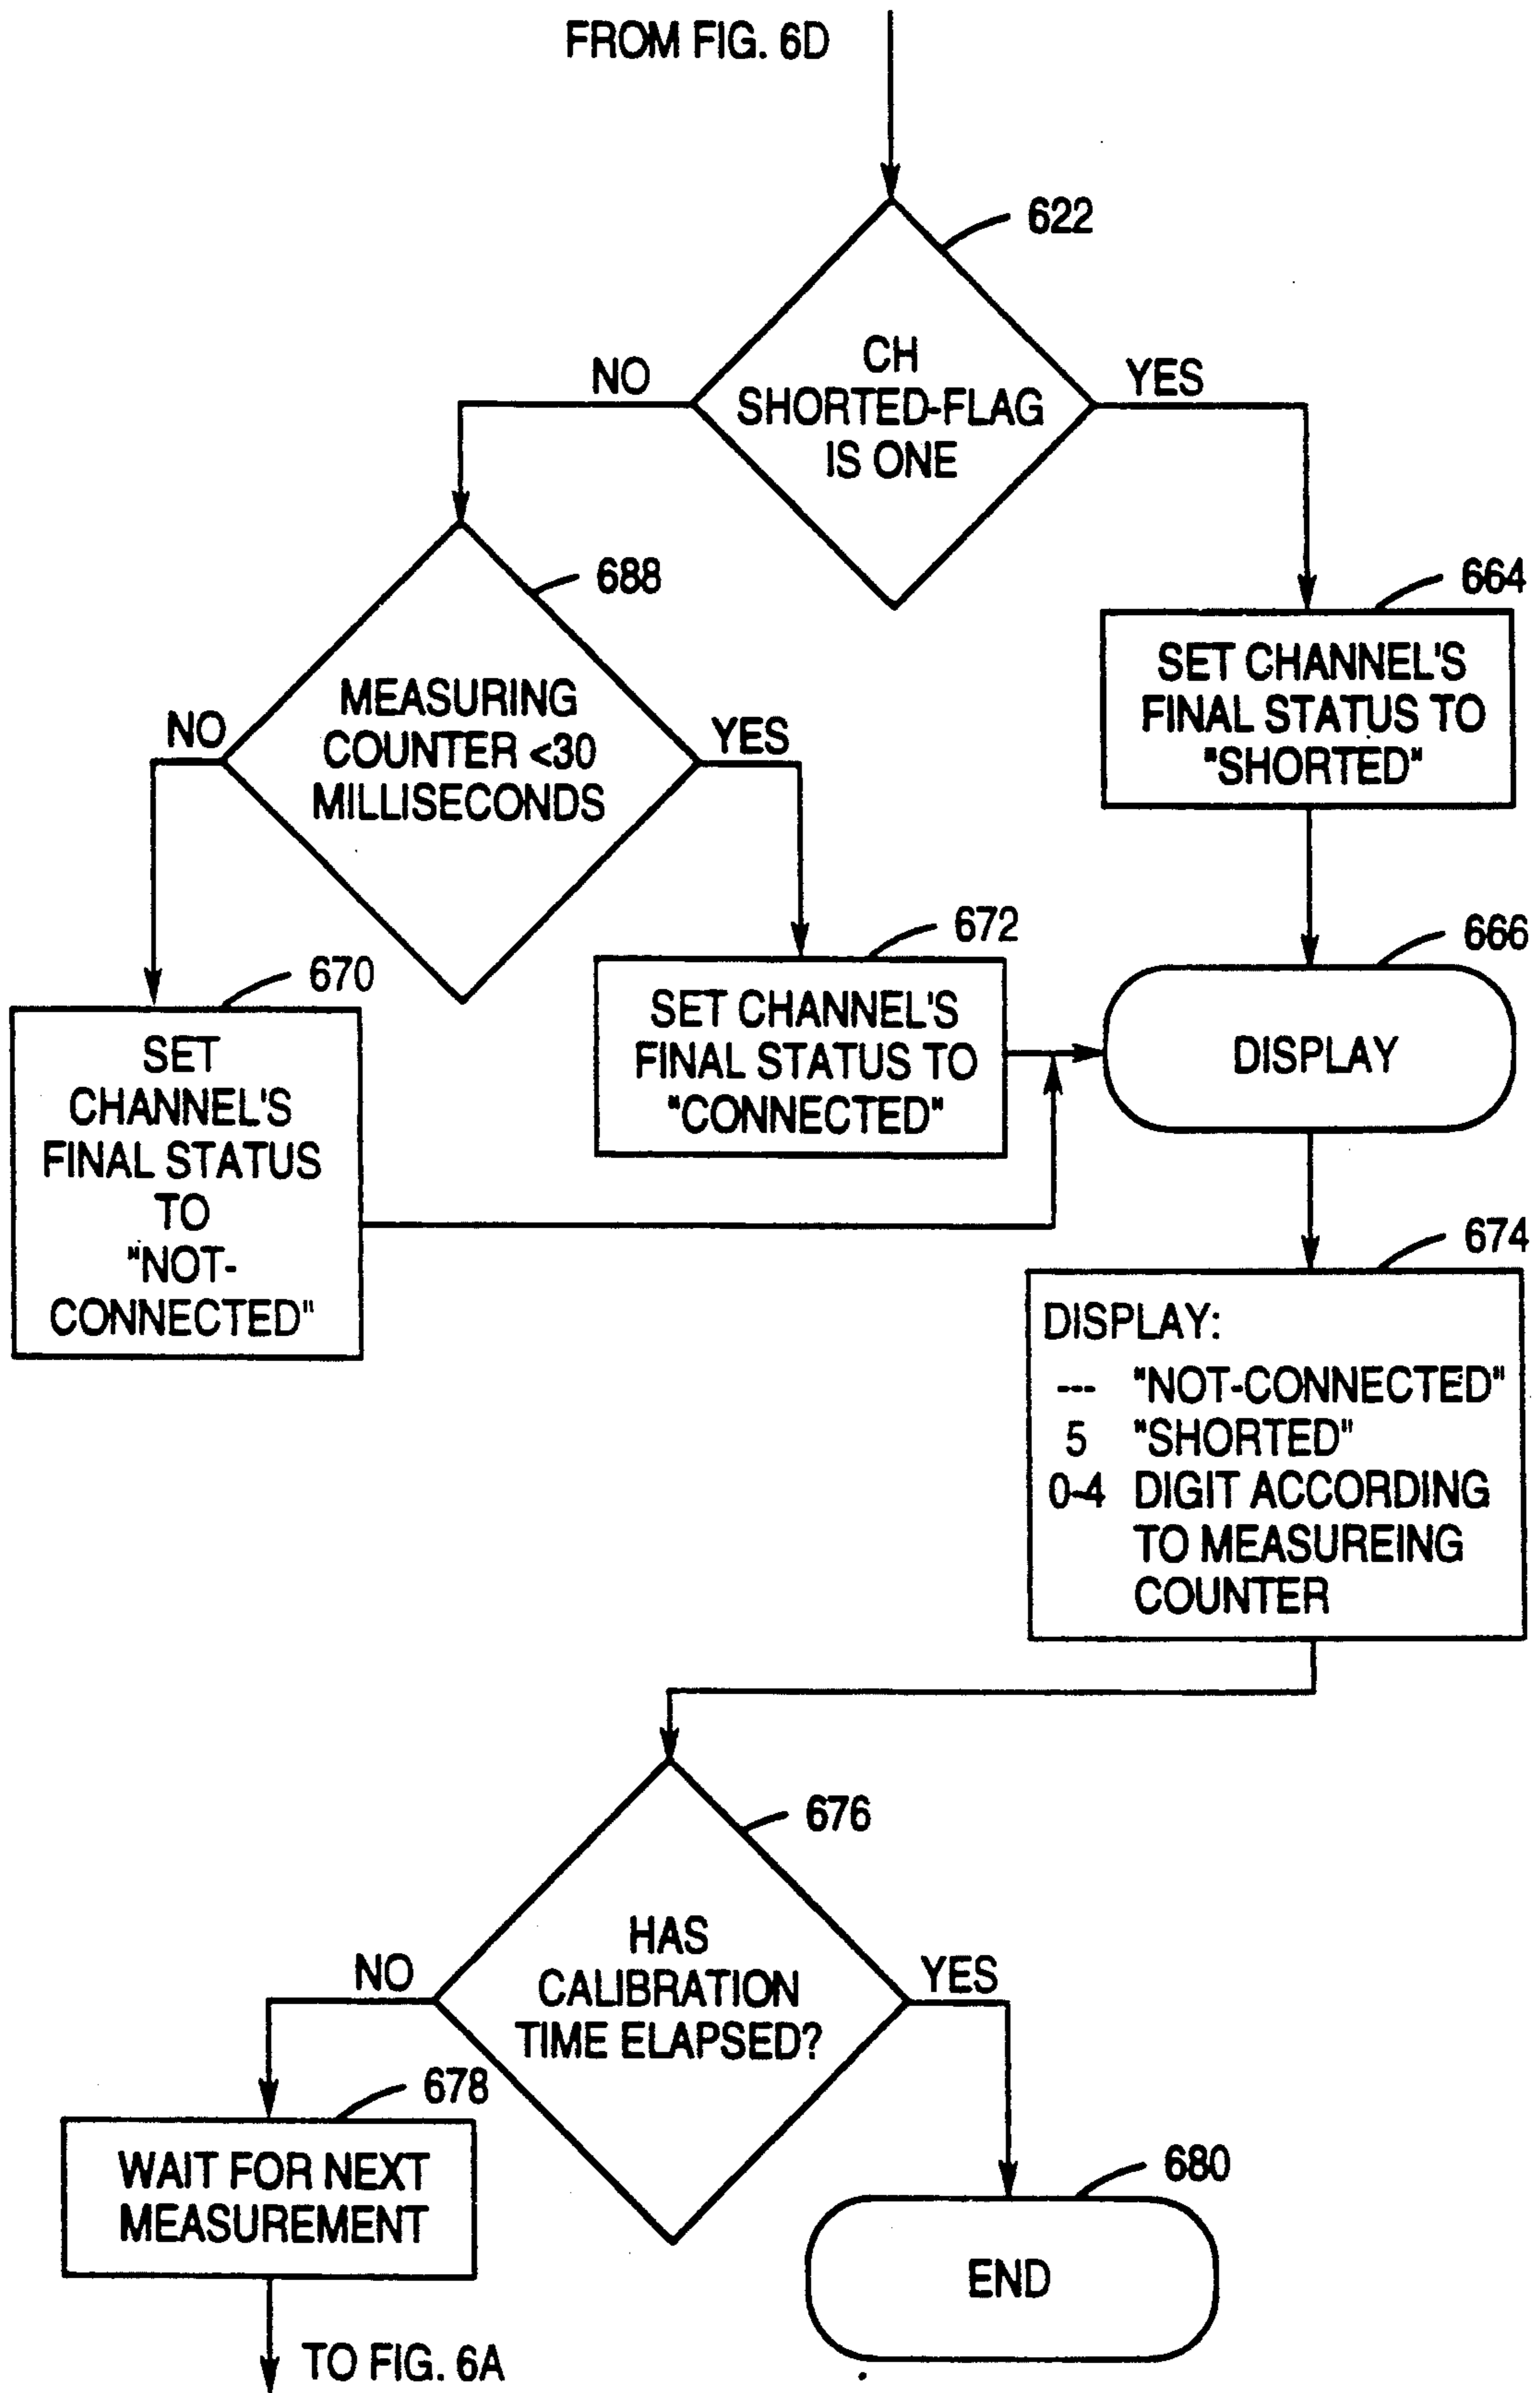 FROM FIG. 6D
622
CH
SHORTED-FLAG
IS ONE
NO
YES
688
MEASURING
COUNTER <30
MILLISECONDS
NO
YES
664
SET CHANNEL'S
FINAL STATUS TO
"SHORTED"
672
SET CHANNEL'S
FINAL STATUS TO
"CONNECTED"
666
DISPLAY
670
SET
CHANNEL'S
FINAL STATUS
TO
"NOT-
CONNECTED"
674
DISPLAY:
--- "NOT-CONNECTED"
5 "SHORTED"
0-4 DIGIT ACCORDING
TO MEASUREING
COUNTER
676
HAS
CALIBRATION
TIME ELAPSED?
NO
YES
678
WAIT FOR NEXT
MEASUREMENT
680
END
TO FIG. 6A